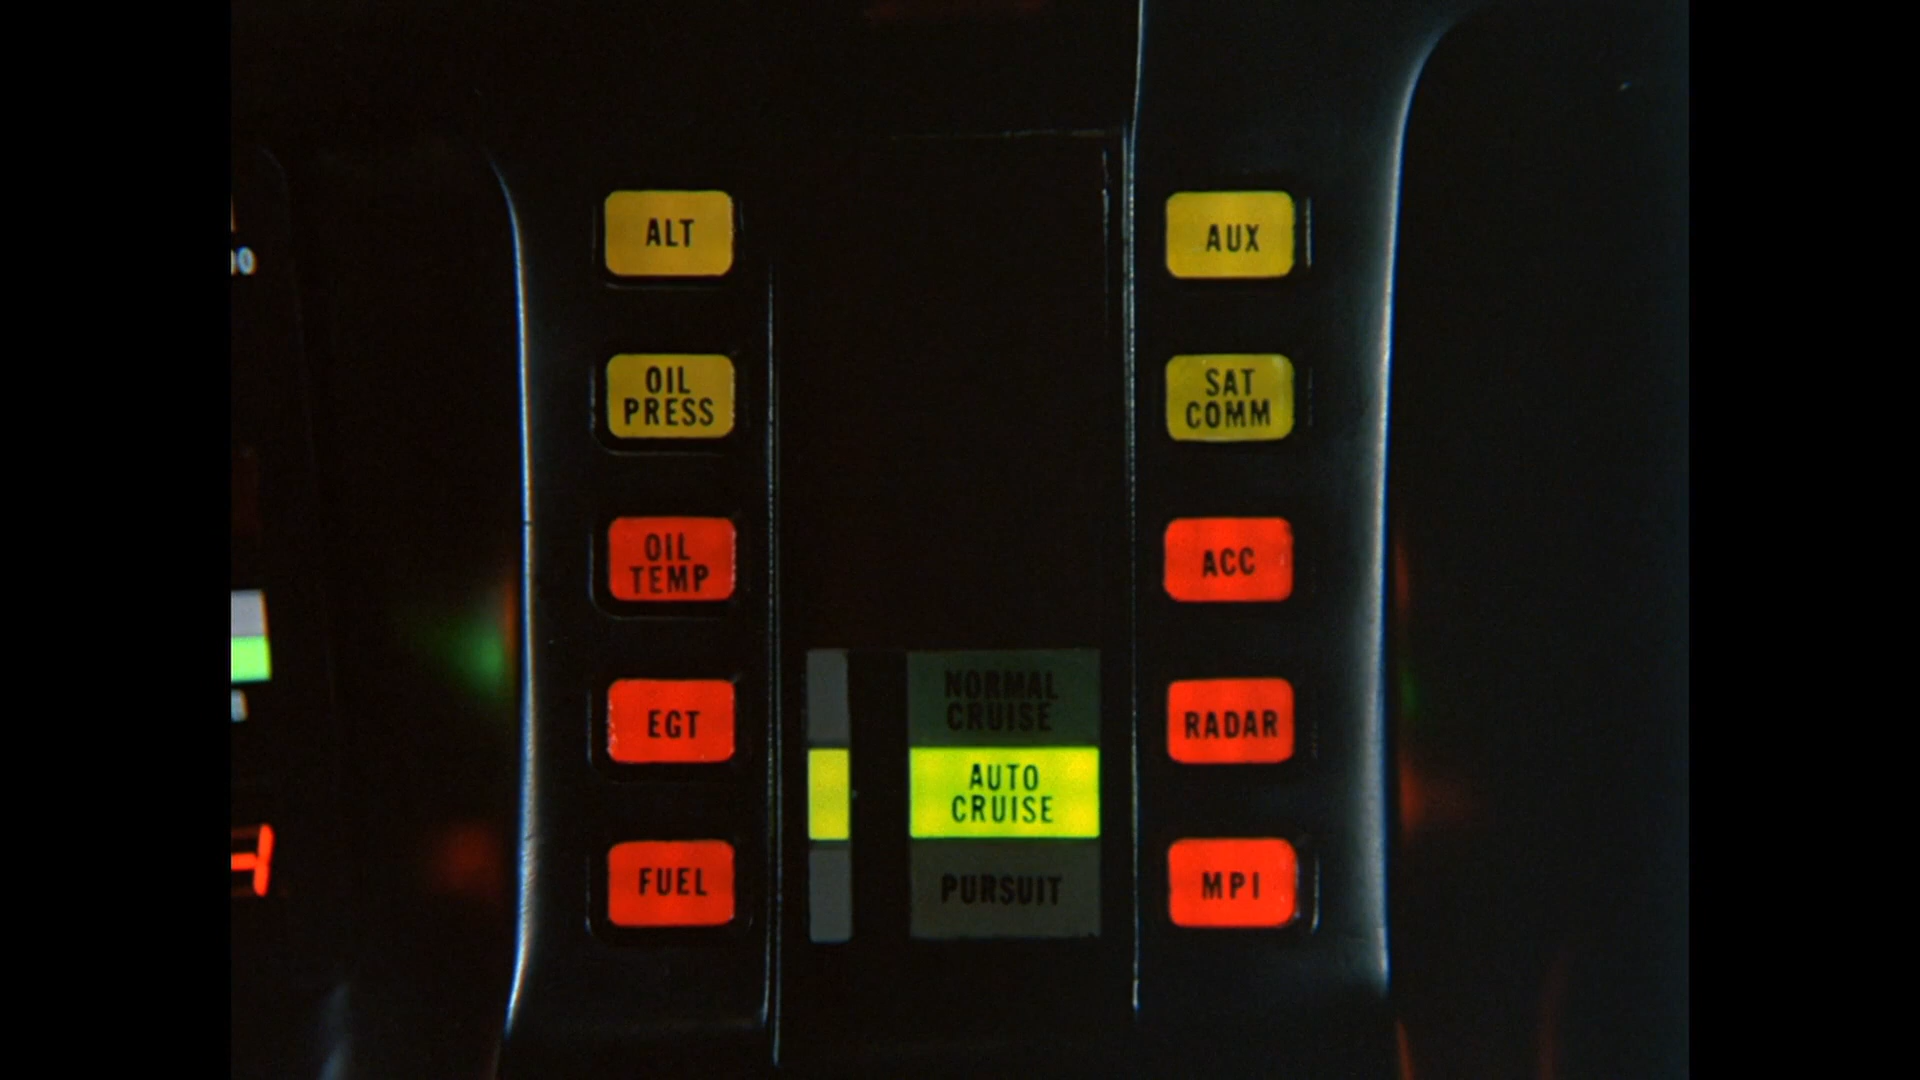 ALT
OIL
PRESS
OIL
TEMP
EGT
FUEL
NORMAL
CRUISE
AUTO
CRUISE
PURSUIT
AUX
SAT
COMM
ACC
RADAR
MPI